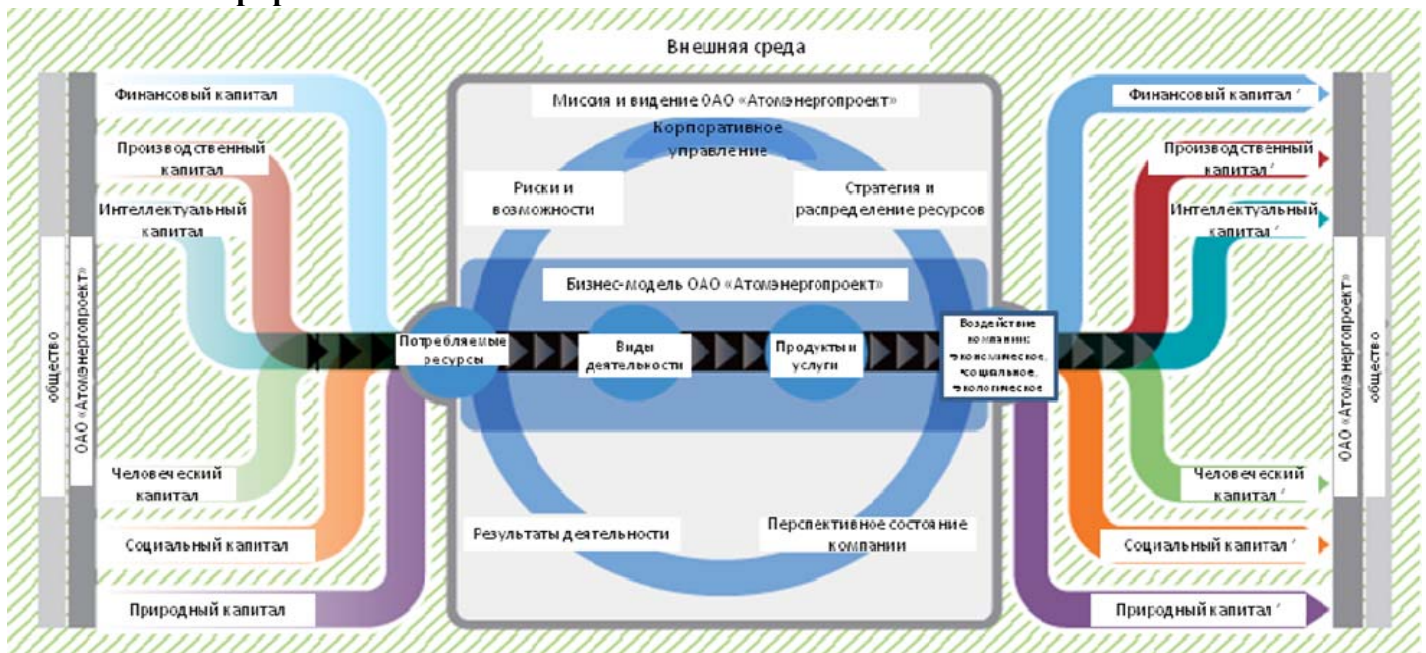 Внешняя среда
Финансовый капитал
Производственный
капитал
Интеллектуальный
капитал
общество
ОАО «Атомэнергопроект»
Человеческий
капитал
Социальный капитал
Природный капитал
Миссия и видение ОАО «Атомэнергопроект»
Корпоративное
управление
Риски и
возможности
Стратегия и
распределение ресурсов
Бизнес-модель ОАО «Атомэнергопроект»
Потребляемые
ресурсы
Виды
деятельности
Продукты и
услуги
Воздействие
компании:
•экономическое,
•социальное,
•экологическое
Результаты деятельности
Перспективное состояние
компании
Финансовый капитал ′
Производственный
капитал ′
Интеллектуальный
капитал ′
Человеческий
капитал ′
Социальный капитал ′
Природный капитал ′
ОАО «Атомэнергопроект»
общество